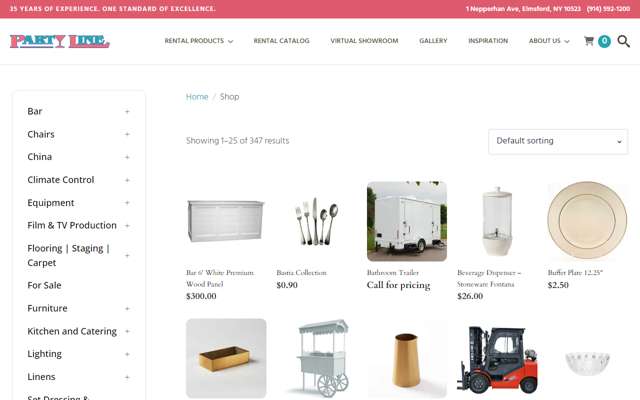 35 YEARS OF EXPERIENCE. ONE STANDARD OF EXCELLENCE.
1 Nepperhan Ave, Elmsford, NY 10523 (914) 592-1200
PARTY LINE
RENTAL PRODUCTS
RENTAL CATALOG
VIRTUAL SHOWROOM
GALLERY
INSPIRATION
ABOUT US
0
Home / Shop
Showing 1–25 of 347 results
Default sorting
Bar +
Chairs +
China +
Climate Control +
Equipment +
Film & TV Production +
Flooring | Staging |
Carpet +
For Sale
Furniture +
Kitchen and Catering +
Lighting +
Linens +
Set Dressing &
Bar 6' White Premium
Wood Panel
$300.00
Bastia Collection
$0.90
Bathroom Trailer
Call for pricing
Beverage Dispenser –
Stoneware Fontana
$26.00
Buffet Plate 12.25"
$2.50